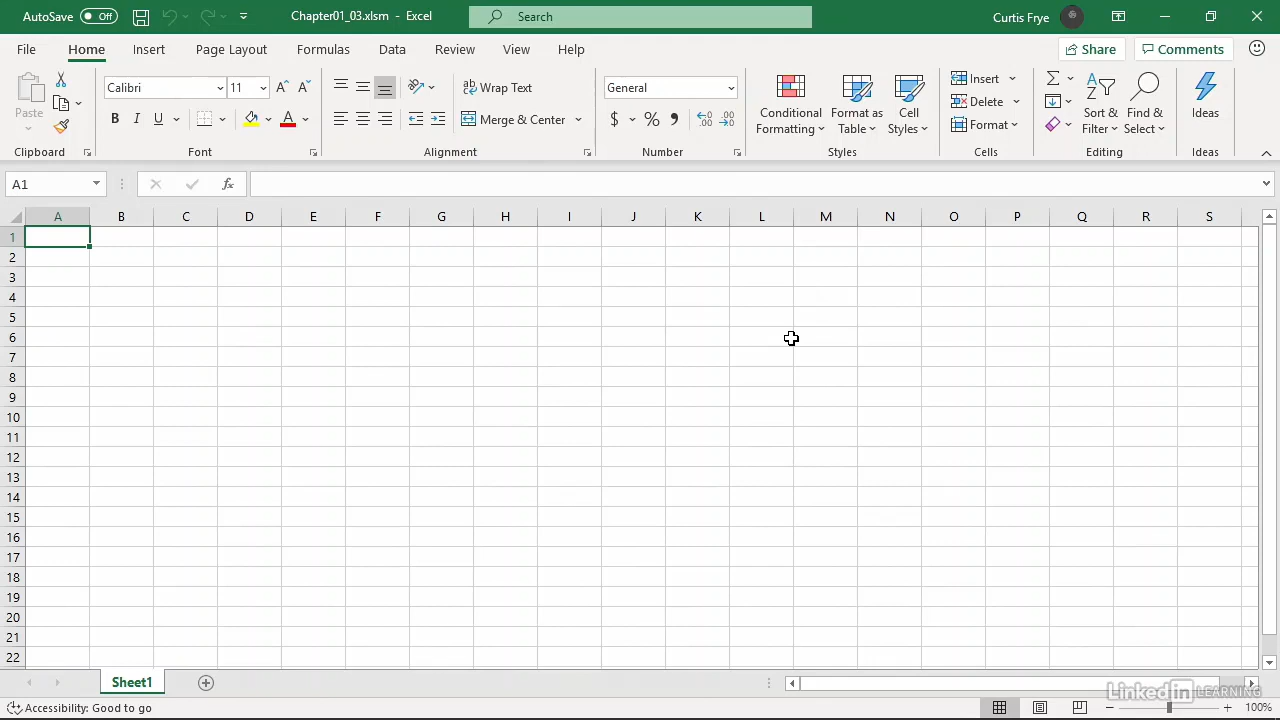 AutoSave Off Chapter01_03.xlsm - Excel Search Curtis Frye
File Home Insert Page Layout Formulas Data Review View Help Share Comments
Paste
Calibri 11
B I U A
Wrap Text
Merge & Center
General
$ % ,
Conditional Formatting
Format as Table
Cell Styles
Insert
Delete
Format
Sort & Filter
Find & Select
Ideas
Clipboard Font Alignment Number Styles Cells Editing Ideas
A1 fx
A B C D E F G H I J K L M N O P Q R S
1
2
3
4
5
6
7
8
9
10
11
12
13
14
15
16
17
18
19
20
21
22
Sheet1
Accessibility: Good to go 100%
LinkedIn LEARNING